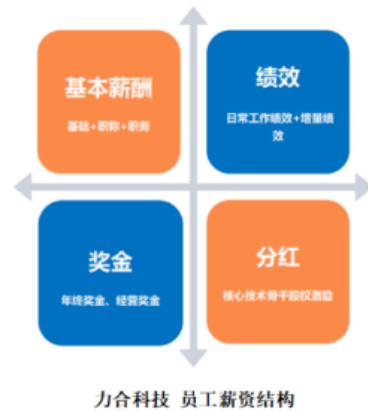 基本薪酬
基础+职称+职务
绩效
日常工作绩效+增量绩
效
奖金
年终奖金、经营奖金
分红
核心技术骨干股权激励
力合科技 员工薪资结构